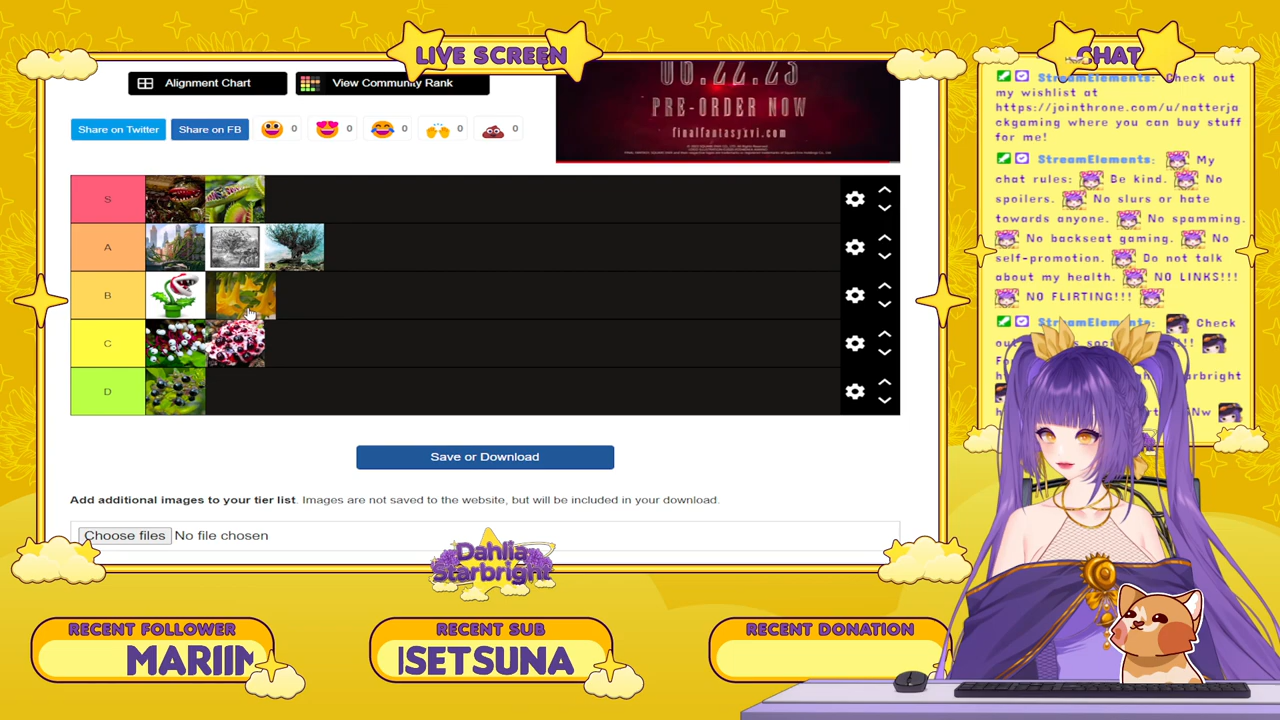 LIVE SCREEN
CHAT
Alignment Chart
View Community Rank
Share on Twitter
Share on FB
0
0
0
0
0
06.22.23
PRE-ORDER NOW
finalfantasyxvi.com
S
A
B
C
D
Save or Download
Add additional images to your tier list. Images are not saved to the website, but will be included in your download.
Choose files No file chosen
StreamElements: Check out
my wishlist at
https://jointhrone.com/u/natterja
ckgaming where you can buy stuff
for me!
StreamElements: My
chat rules: Be kind. No
spoilers. No slurs or hate
towards anyone. No spamming.
No backseat gaming. No
self-promotion. Do not talk
about my health. NO LINKS!!!
NO FLIRTING!!!
StreamElements: Check
Dahlia
Starbright
RECENT FOLLOWER
MARIIN
RECENT SUB
ISETSUNA
RECENT DONATION